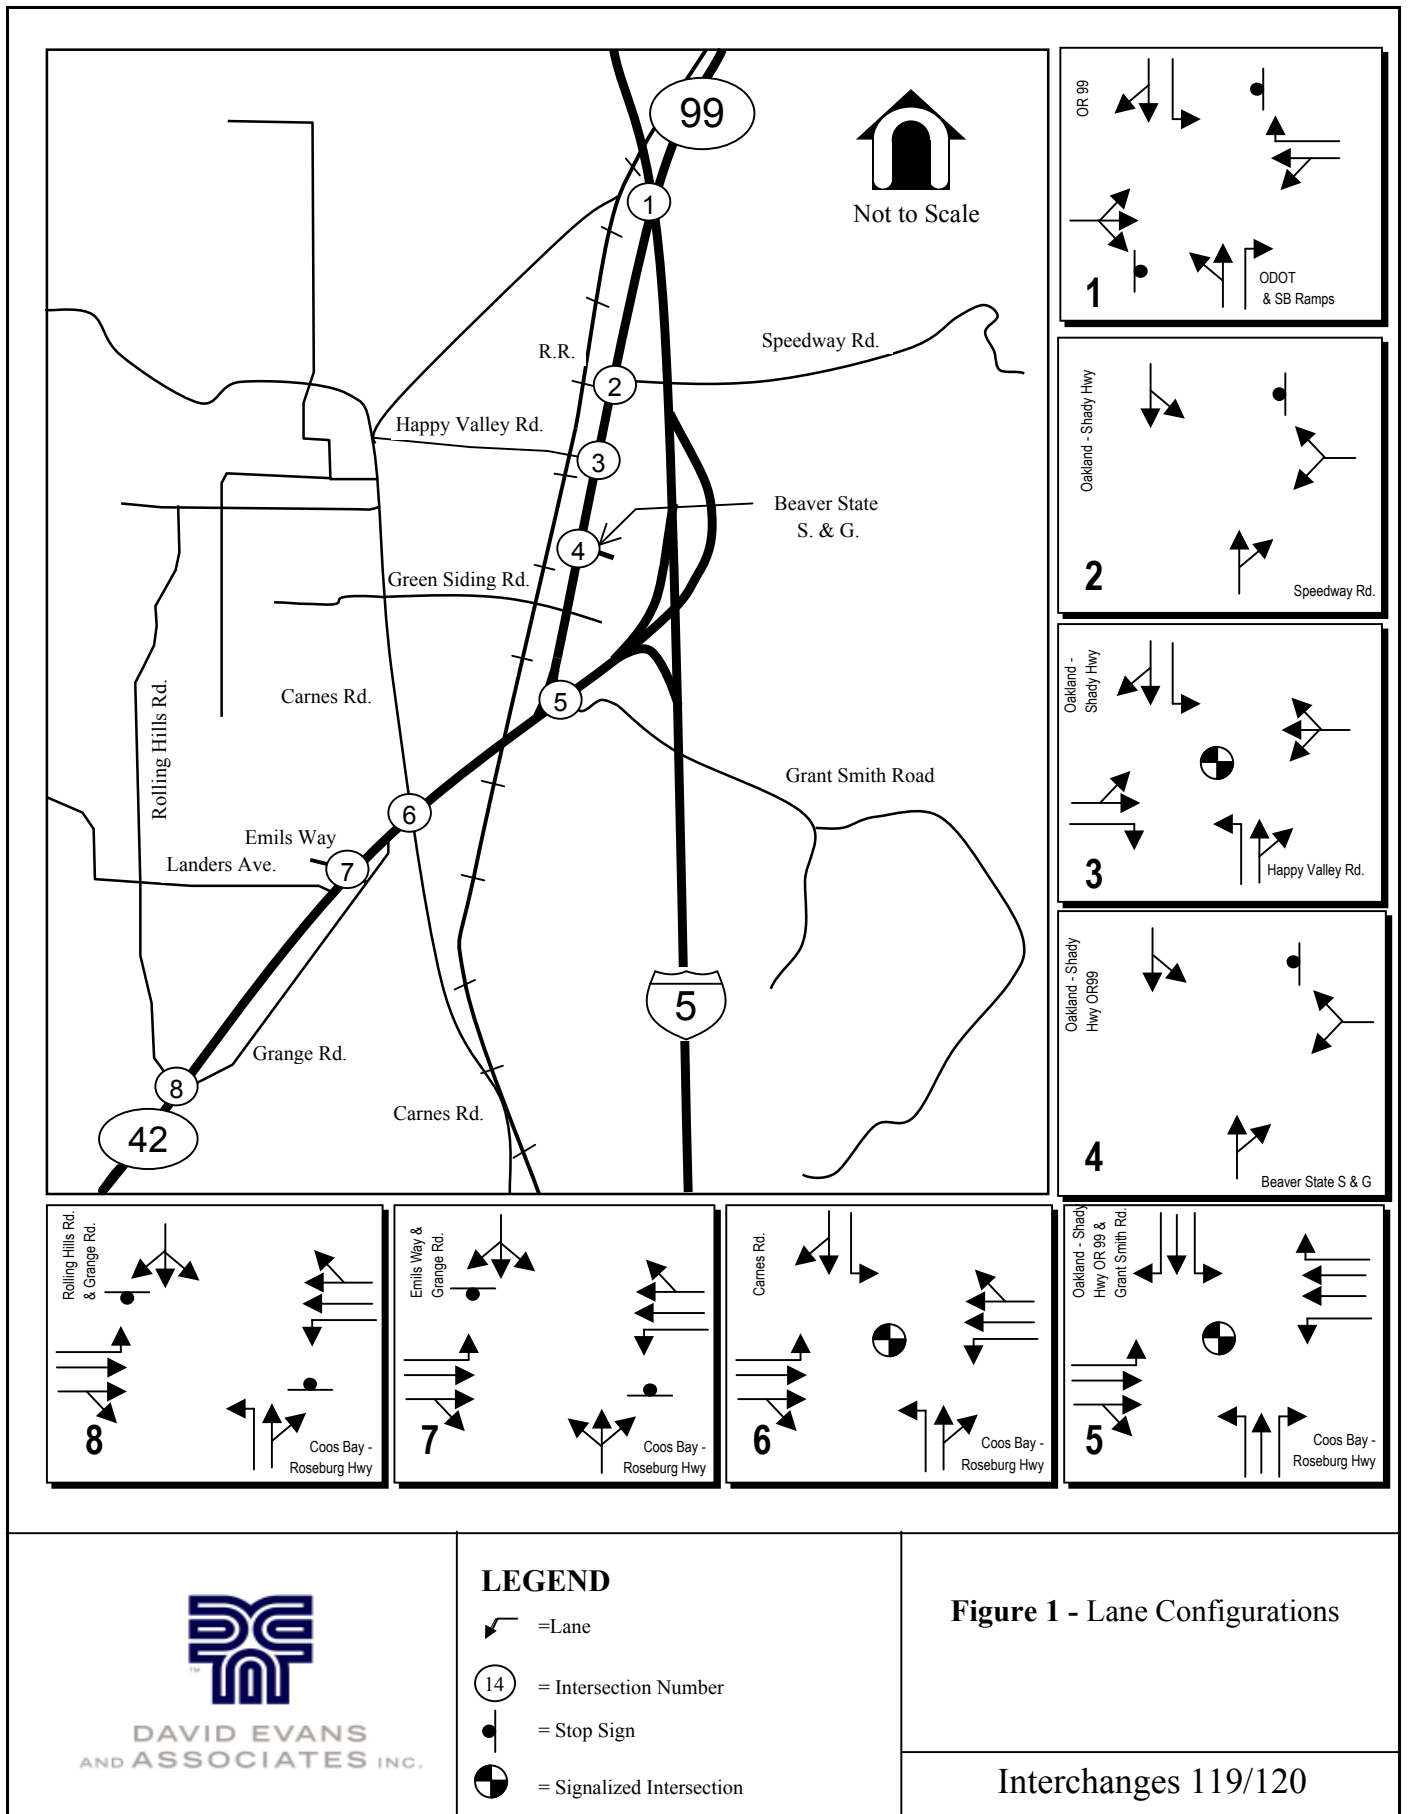 99
Not to Scale
1
R.R.
Speedway Rd.
2
Happy Valley Rd.
3
Beaver State
S. & G.
4
Green Siding Rd.
Rolling Hills Rd.
Carnes Rd.
5
Grant Smith Road
6
Emils Way
Landers Ave.
7
5
Grange Rd.
8
Carnes Rd.
42
OR 99
1
ODOT
& SB Ramps
Oakland - Shady Hwy
2
Speedway Rd.
Oakland -
Shady Hwy
3
Happy Valley Rd.
Oakland - Shady
Hwy OR99
4
Beaver State S & G
Rolling Hills Rd.
& Grange Rd.
8
Coos Bay -
Roseburg Hwy
Emils Way &
Grange Rd.
7
Coos Bay -
Roseburg Hwy
Carnes Rd.
6
Coos Bay -
Roseburg Hwy
Oakland - Shady
Hwy OR 99 &
Grant Smith Rd.
5
Coos Bay -
Roseburg Hwy
TM
DAVID EVANS
AND ASSOCIATES INC.
LEGEND
=Lane
14 = Intersection Number
= Stop Sign
= Signalized Intersection
Figure 1 - Lane Configurations
Interchanges 119/120